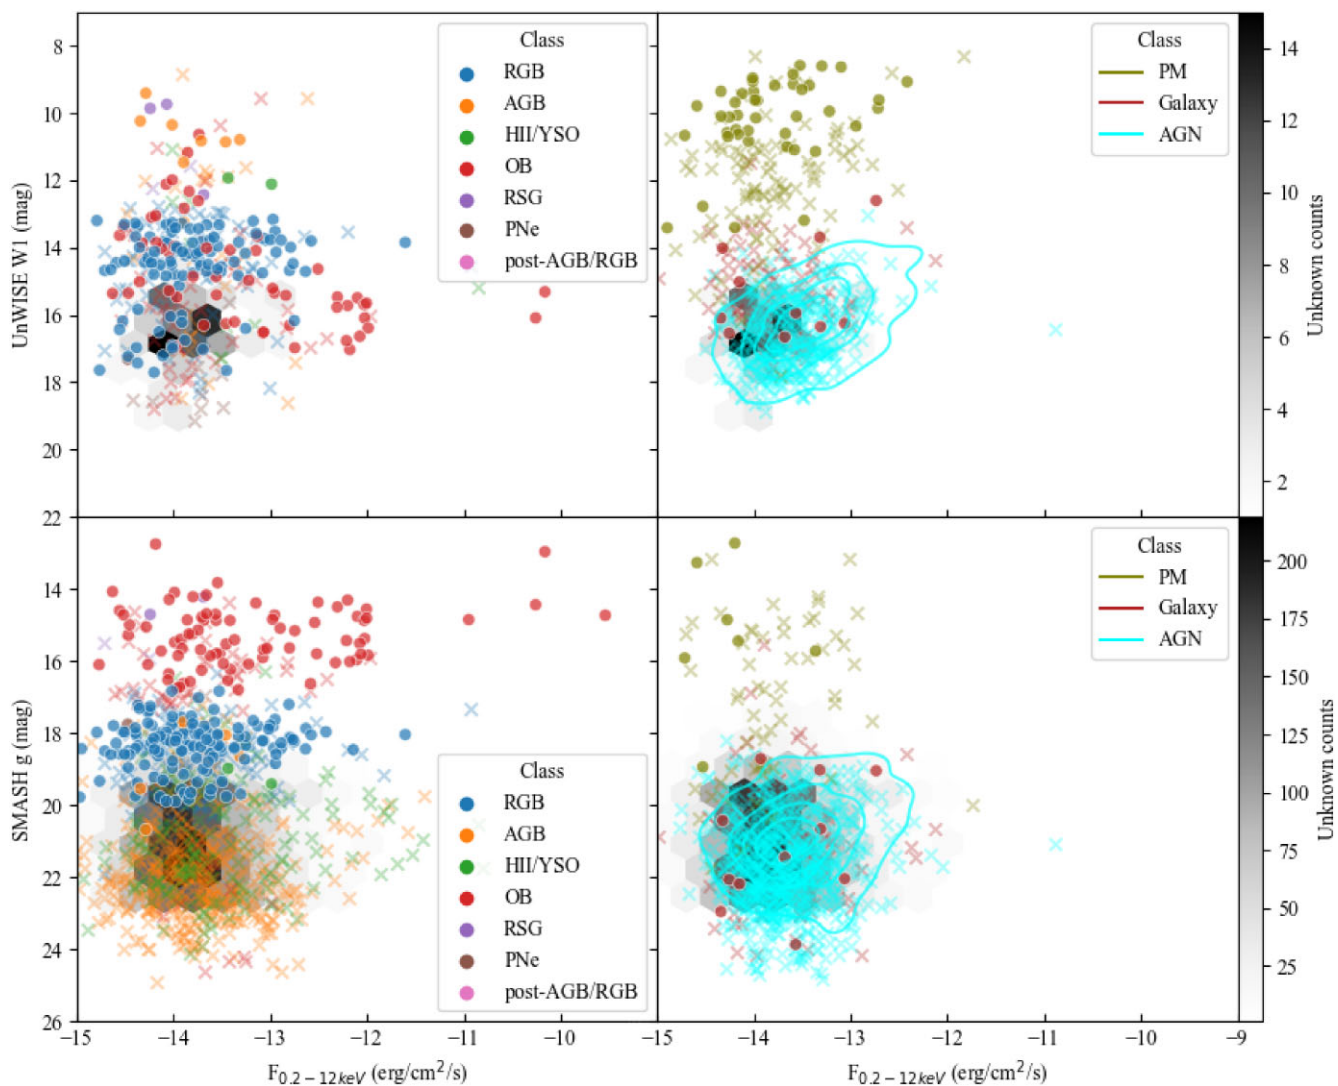 Class
RGB
AGB
HII/YSO
OB
RSG
PNe
post-AGB/RGB
Class
PM
Galaxy
AGN
8
10
12
14
16
18
20
22
UnWISE W1 (mag)
14
12
10
8
6
4
2
Unknown counts
Class
RGB
AGB
HII/YSO
OB
RSG
PNe
post-AGB/RGB
Class
PM
Galaxy
AGN
14
16
18
20
22
24
26
SMASH g (mag)
200
175
150
125
100
75
50
25
Unknown counts
−15 −14 −13 −12 −11 −10 −15 −14 −13 −12 −11 −10 −9
F0.2−12keV (erg/cm²/s) F0.2−12keV (erg/cm²/s)